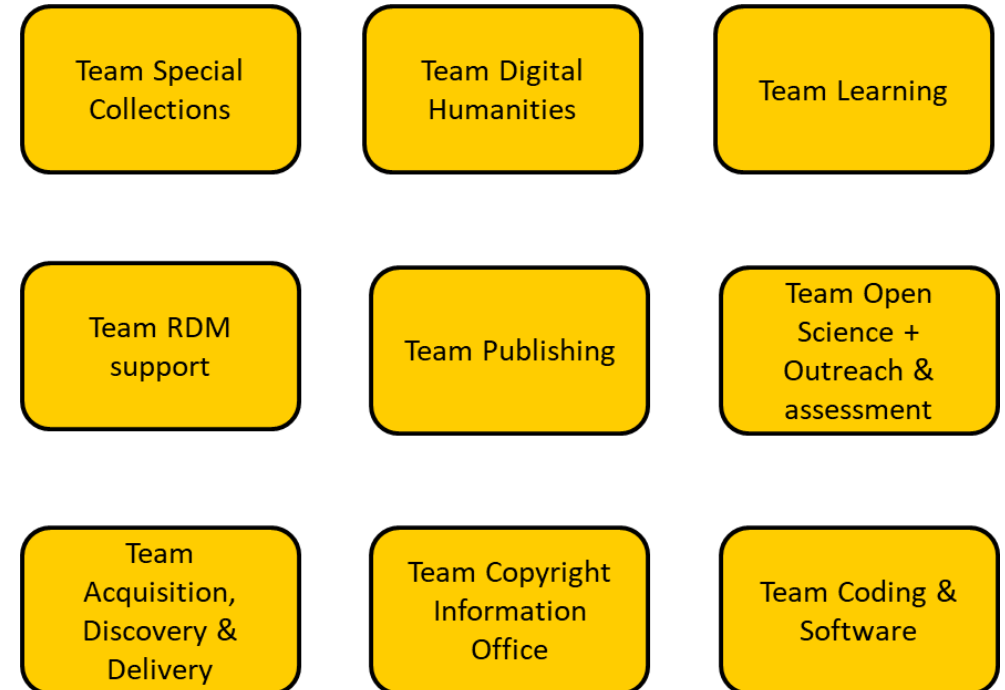 Team Special
Collections
Team Digital
Humanities
Team Learning
Team RDM
support
Team Publishing
Team Open
Science +
Outreach &
assessment
Team
Acquisition,
Discovery &
Delivery
Team Copyright
Information
Office
Team Coding &
Software